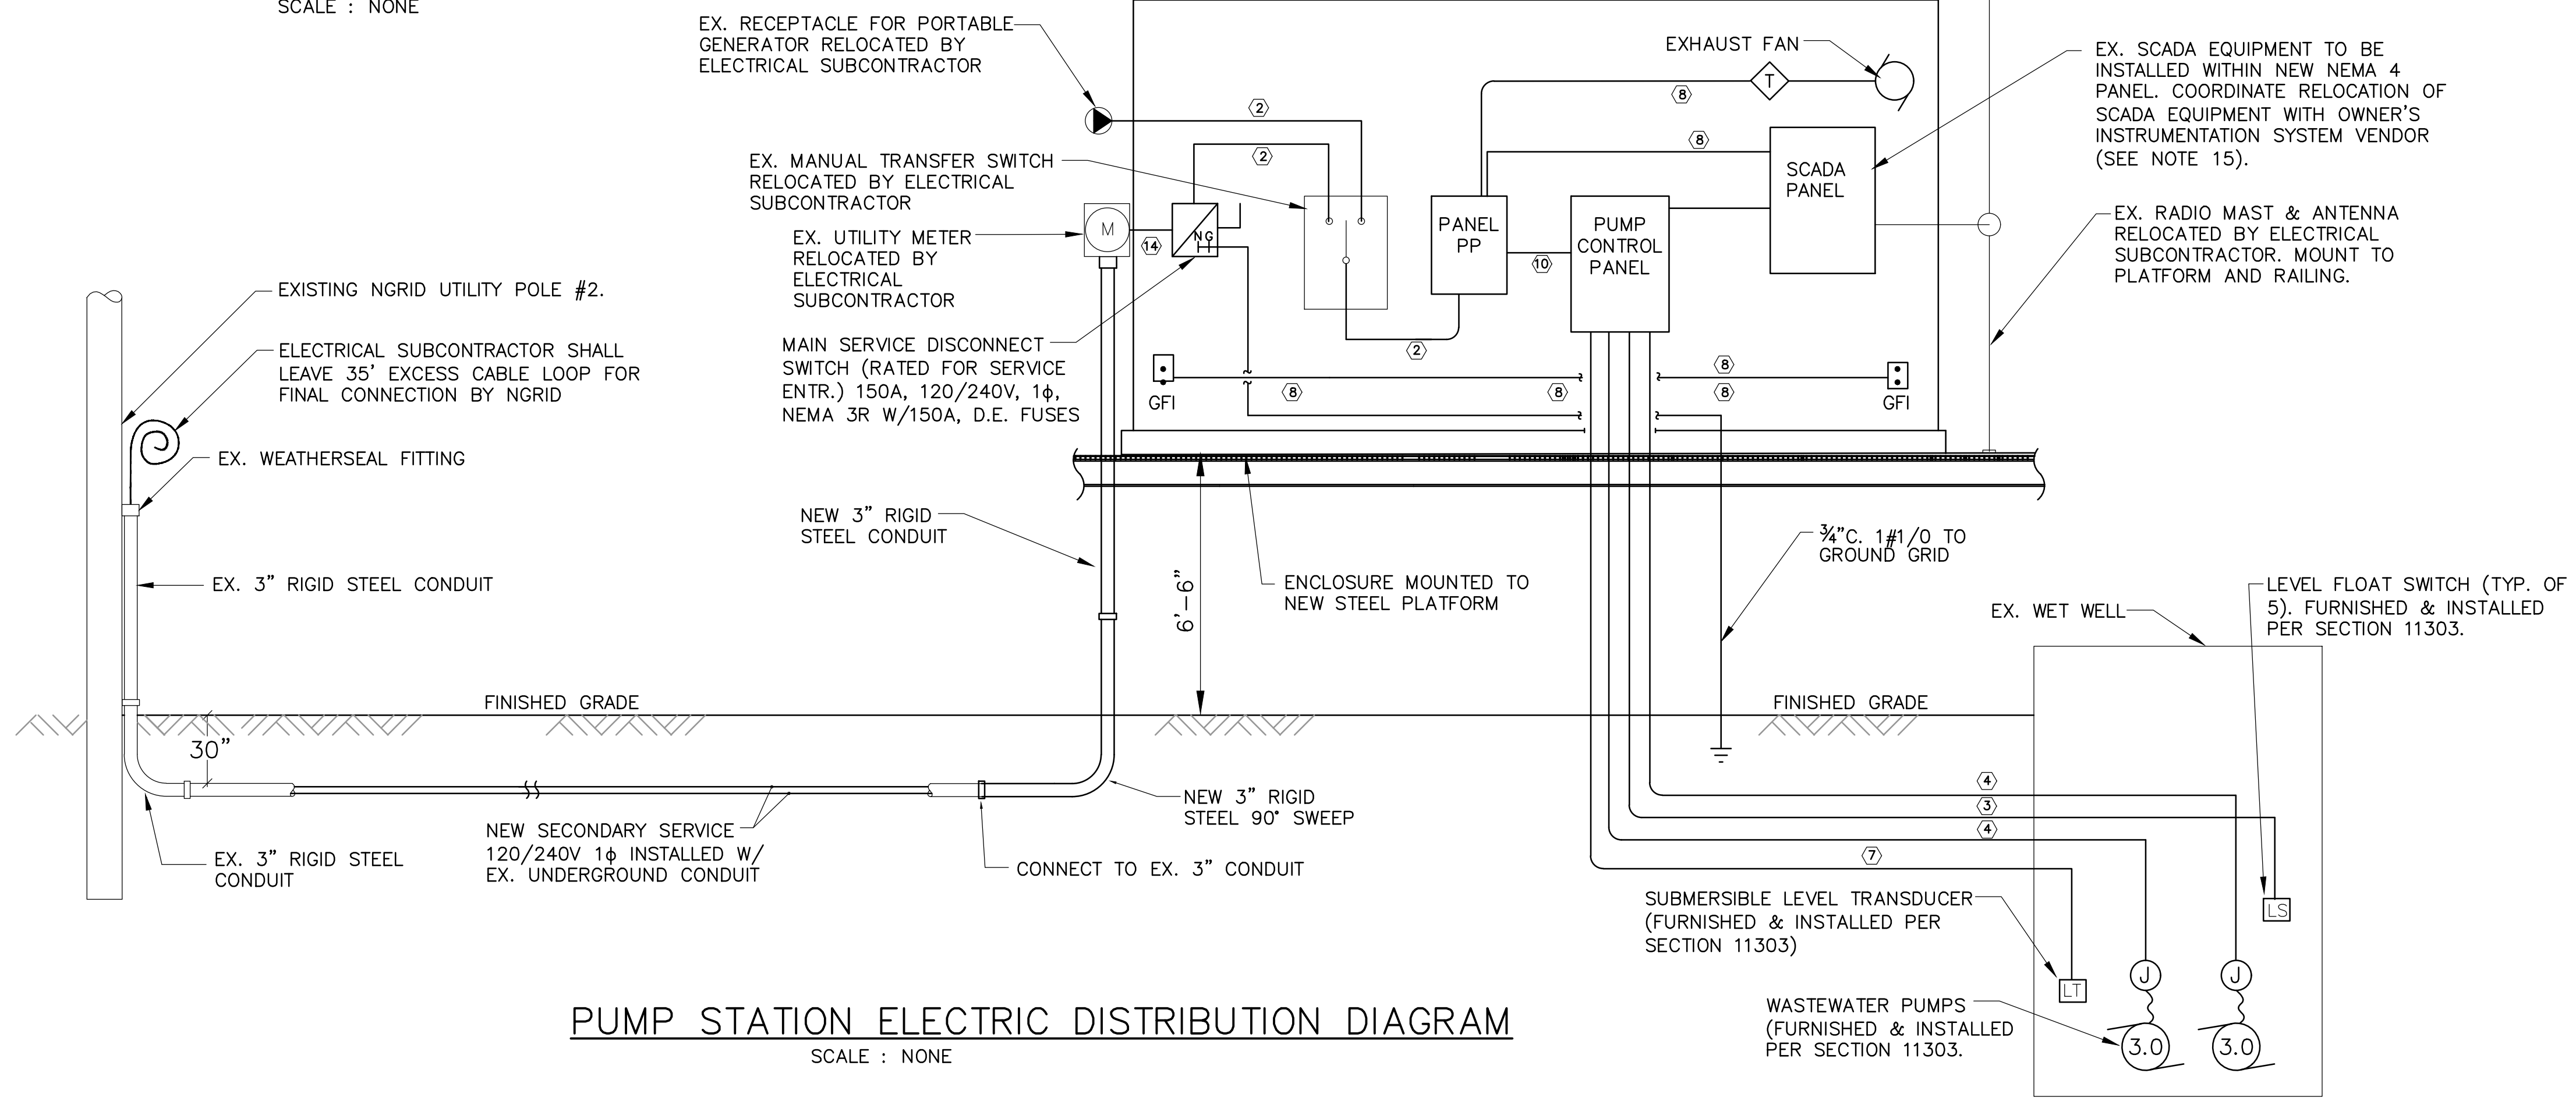 SCALE : NONE
EX. RECEPTACLE FOR PORTABLE
GENERATOR RELOCATED BY
ELECTRICAL SUBCONTRACTOR
EX. MANUAL TRANSFER SWITCH
RELOCATED BY ELECTRICAL
SUBCONTRACTOR
EX. UTILITY METER
RELOCATED BY
ELECTRICAL
SUBCONTRACTOR
MAIN SERVICE DISCONNECT
SWITCH (RATED FOR SERVICE
ENTR.) 150A, 120/240V, 1ϕ,
NEMA 3R W/150A, D.E. FUSES
EXISTING NGRID UTILITY POLE #2.
ELECTRICAL SUBCONTRACTOR SHALL
LEAVE 35' EXCESS CABLE LOOP FOR
FINAL CONNECTION BY NGRID
EX. WEATHERSEAL FITTING
EX. 3" RIGID STEEL CONDUIT
FINISHED GRADE
30"
EX. 3" RIGID STEEL
CONDUIT
NEW SECONDARY SERVICE
120/240V 1ϕ INSTALLED W/
EX. UNDERGROUND CONDUIT
CONNECT TO EX. 3" CONDUIT
NEW 3" RIGID
STEEL 90° SWEEP
NEW 3" RIGID
STEEL CONDUIT
6'-6"
ENCLOSURE MOUNTED TO
NEW STEEL PLATFORM
M
14
N G
2
2
2
PANEL
PP
10
PUMP
CONTROL
PANEL
SCADA
PANEL
8
8
T
EXHAUST FAN
GFI
8
8
8
8
GFI
EX. SCADA EQUIPMENT TO BE
INSTALLED WITHIN NEW NEMA 4
PANEL. COORDINATE RELOCATION OF
SCADA EQUIPMENT WITH OWNER'S
INSTRUMENTATION SYSTEM VENDOR
(SEE NOTE 15).
EX. RADIO MAST & ANTENNA
RELOCATED BY ELECTRICAL
SUBCONTRACTOR. MOUNT TO
PLATFORM AND RAILING.
¾"C. 1#1/0 TO
GROUND GRID
LEVEL FLOAT SWITCH (TYP. OF
5). FURNISHED & INSTALLED
PER SECTION 11303.
EX. WET WELL
FINISHED GRADE
4
3
4
7
SUBMERSIBLE LEVEL TRANSDUCER
(FURNISHED & INSTALLED PER
SECTION 11303)
LS
LT
J
J
WASTEWATER PUMPS
(FURNISHED & INSTALLED
PER SECTION 11303.
3.0
3.0
PUMP STATION ELECTRIC DISTRIBUTION DIAGRAM
SCALE : NONE